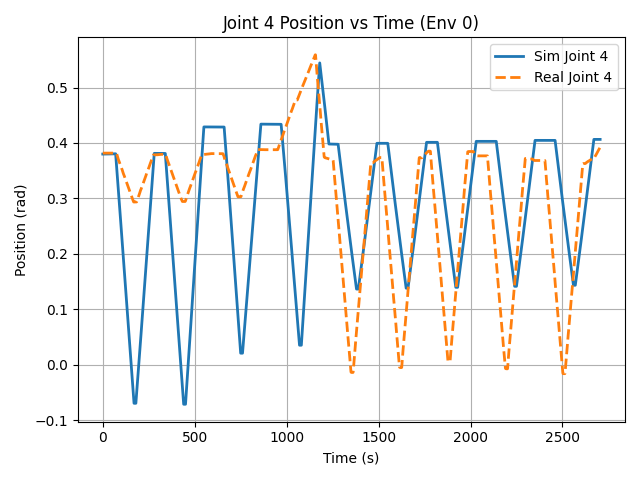 Joint 4 Position vs Time (Env 0)
Sim Joint 4
Real Joint 4
Position (rad)
0.5
0.4
0.3
0.2
0.1
0.0
−0.1
0
500
1000
1500
2000
2500
Time (s)